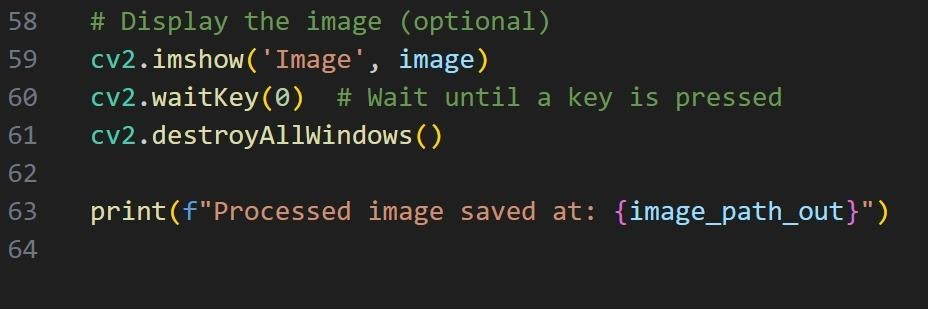 58 # Display the image (optional)
59 cv2.imshow('Image', image)
60 cv2.waitKey(0)  # Wait until a key is pressed
61 cv2.destroyAllWindows()
62
63 print(f"Processed image saved at: {image_path_out}")
64